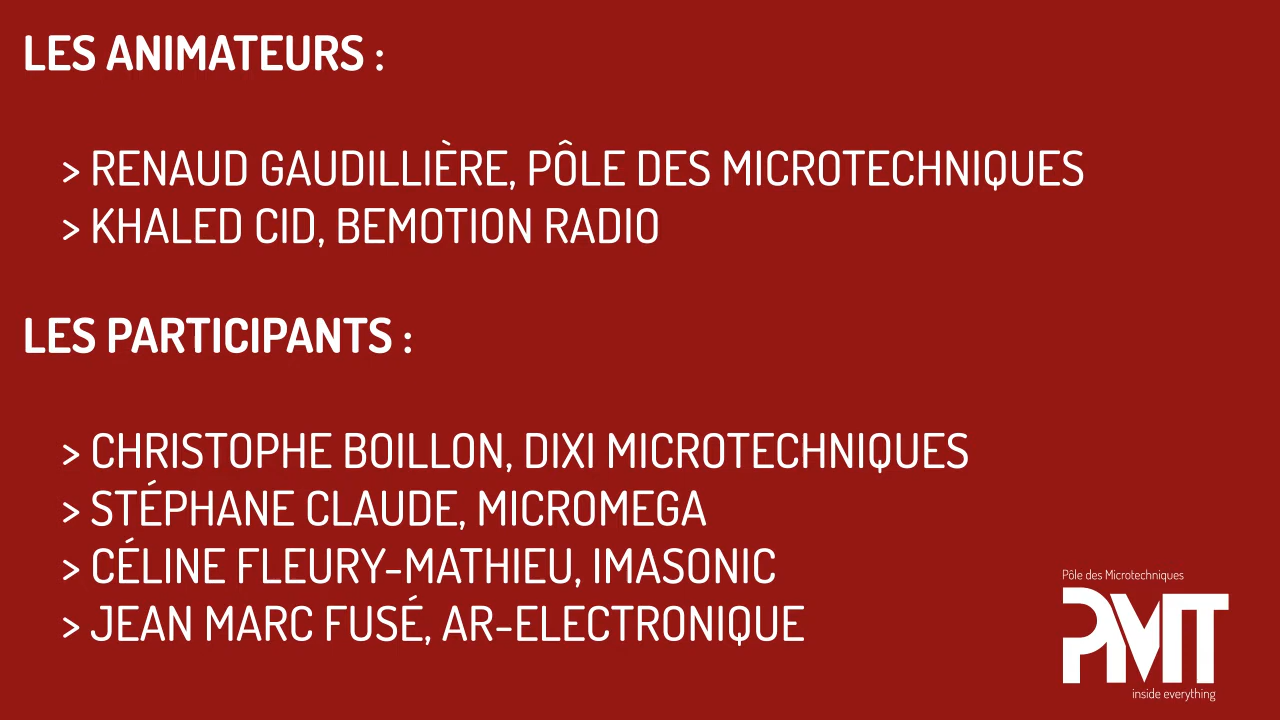 LES ANIMATEURS :
> RENAUD GAUDILLIÈRE, PÔLE DES MICROTECHNIQUES
> KHALED CID, BEMOTION RADIO
LES PARTICIPANTS :
> CHRISTOPHE BOILLON, DIXI MICROTECHNIQUES
> STÉPHANE CLAUDE, MICROMEGA
> CÉLINE FLEURY-MATHIEU, IMASONIC
> JEAN MARC FUSÉ, AR-ELECTRONIQUE
Pôle des Microtechniques
PMT
inside everything